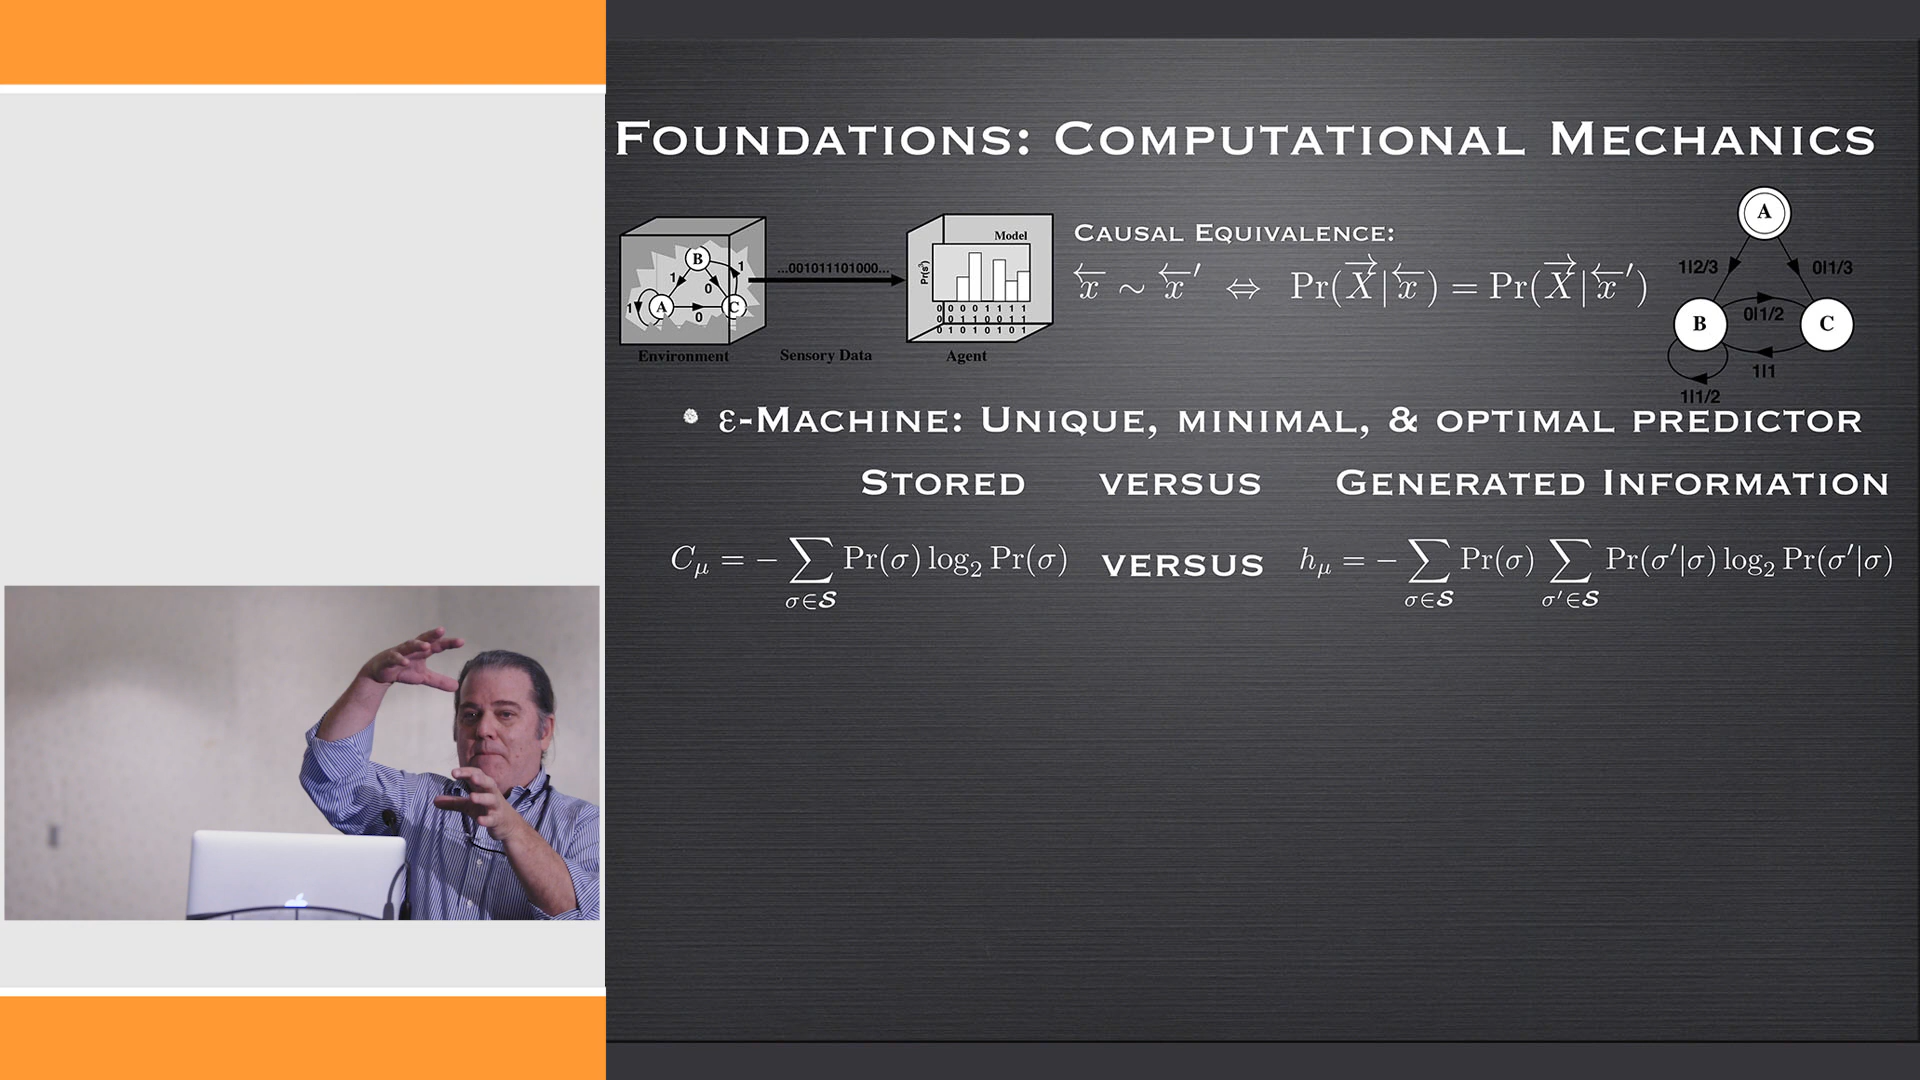 FOUNDATIONS: COMPUTATIONAL MECHANICS
B
1
1
0
1
A
C
0
Environment
...001011101000...
Sensory Data
Model
Pr(s³)
0 0 0 0 1 1 1 1
0 0 1 1 0 0 1 1
0 1 0 1 0 1 0 1
Agent
CAUSAL EQUIVALENCE:
←x ∼ ←x′ ⇔ Pr(→X|←x) = Pr(→X|←x′)
A
1|2/3
0|1/3
B
0|1/2
C
1|1
1|1/2
• ε-MACHINE: UNIQUE, MINIMAL, & OPTIMAL PREDICTOR
STORED VERSUS GENERATED INFORMATION
Cμ = − ∑σ∈S Pr(σ) log₂ Pr(σ) VERSUS hμ = − ∑σ∈S Pr(σ) ∑σ′∈S Pr(σ′|σ) log₂ Pr(σ′|σ)